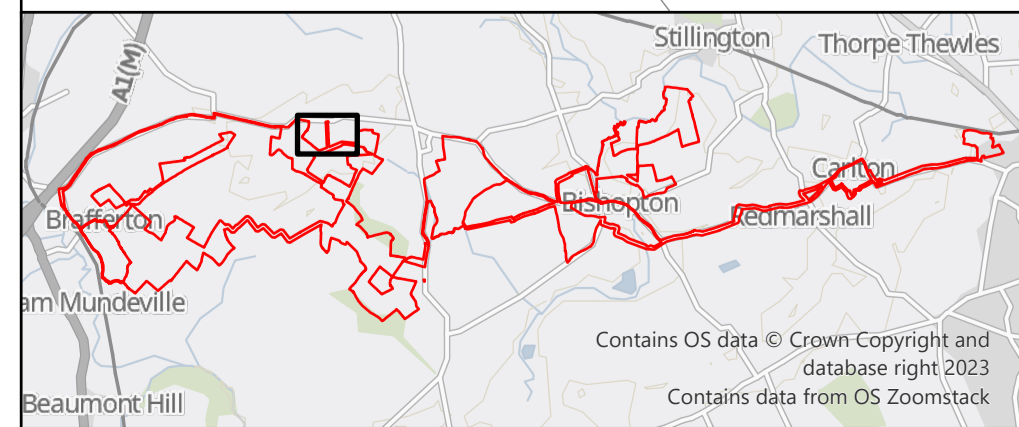 Stillington
Thorpe Thewles
A1(M)
Carlton
Bishopton
Brafferton
Redmarshall
am Mundeville
Contains OS data © Crown Copyright and
database right 2023
Contains data from OS Zoomstack
Beaumont Hill